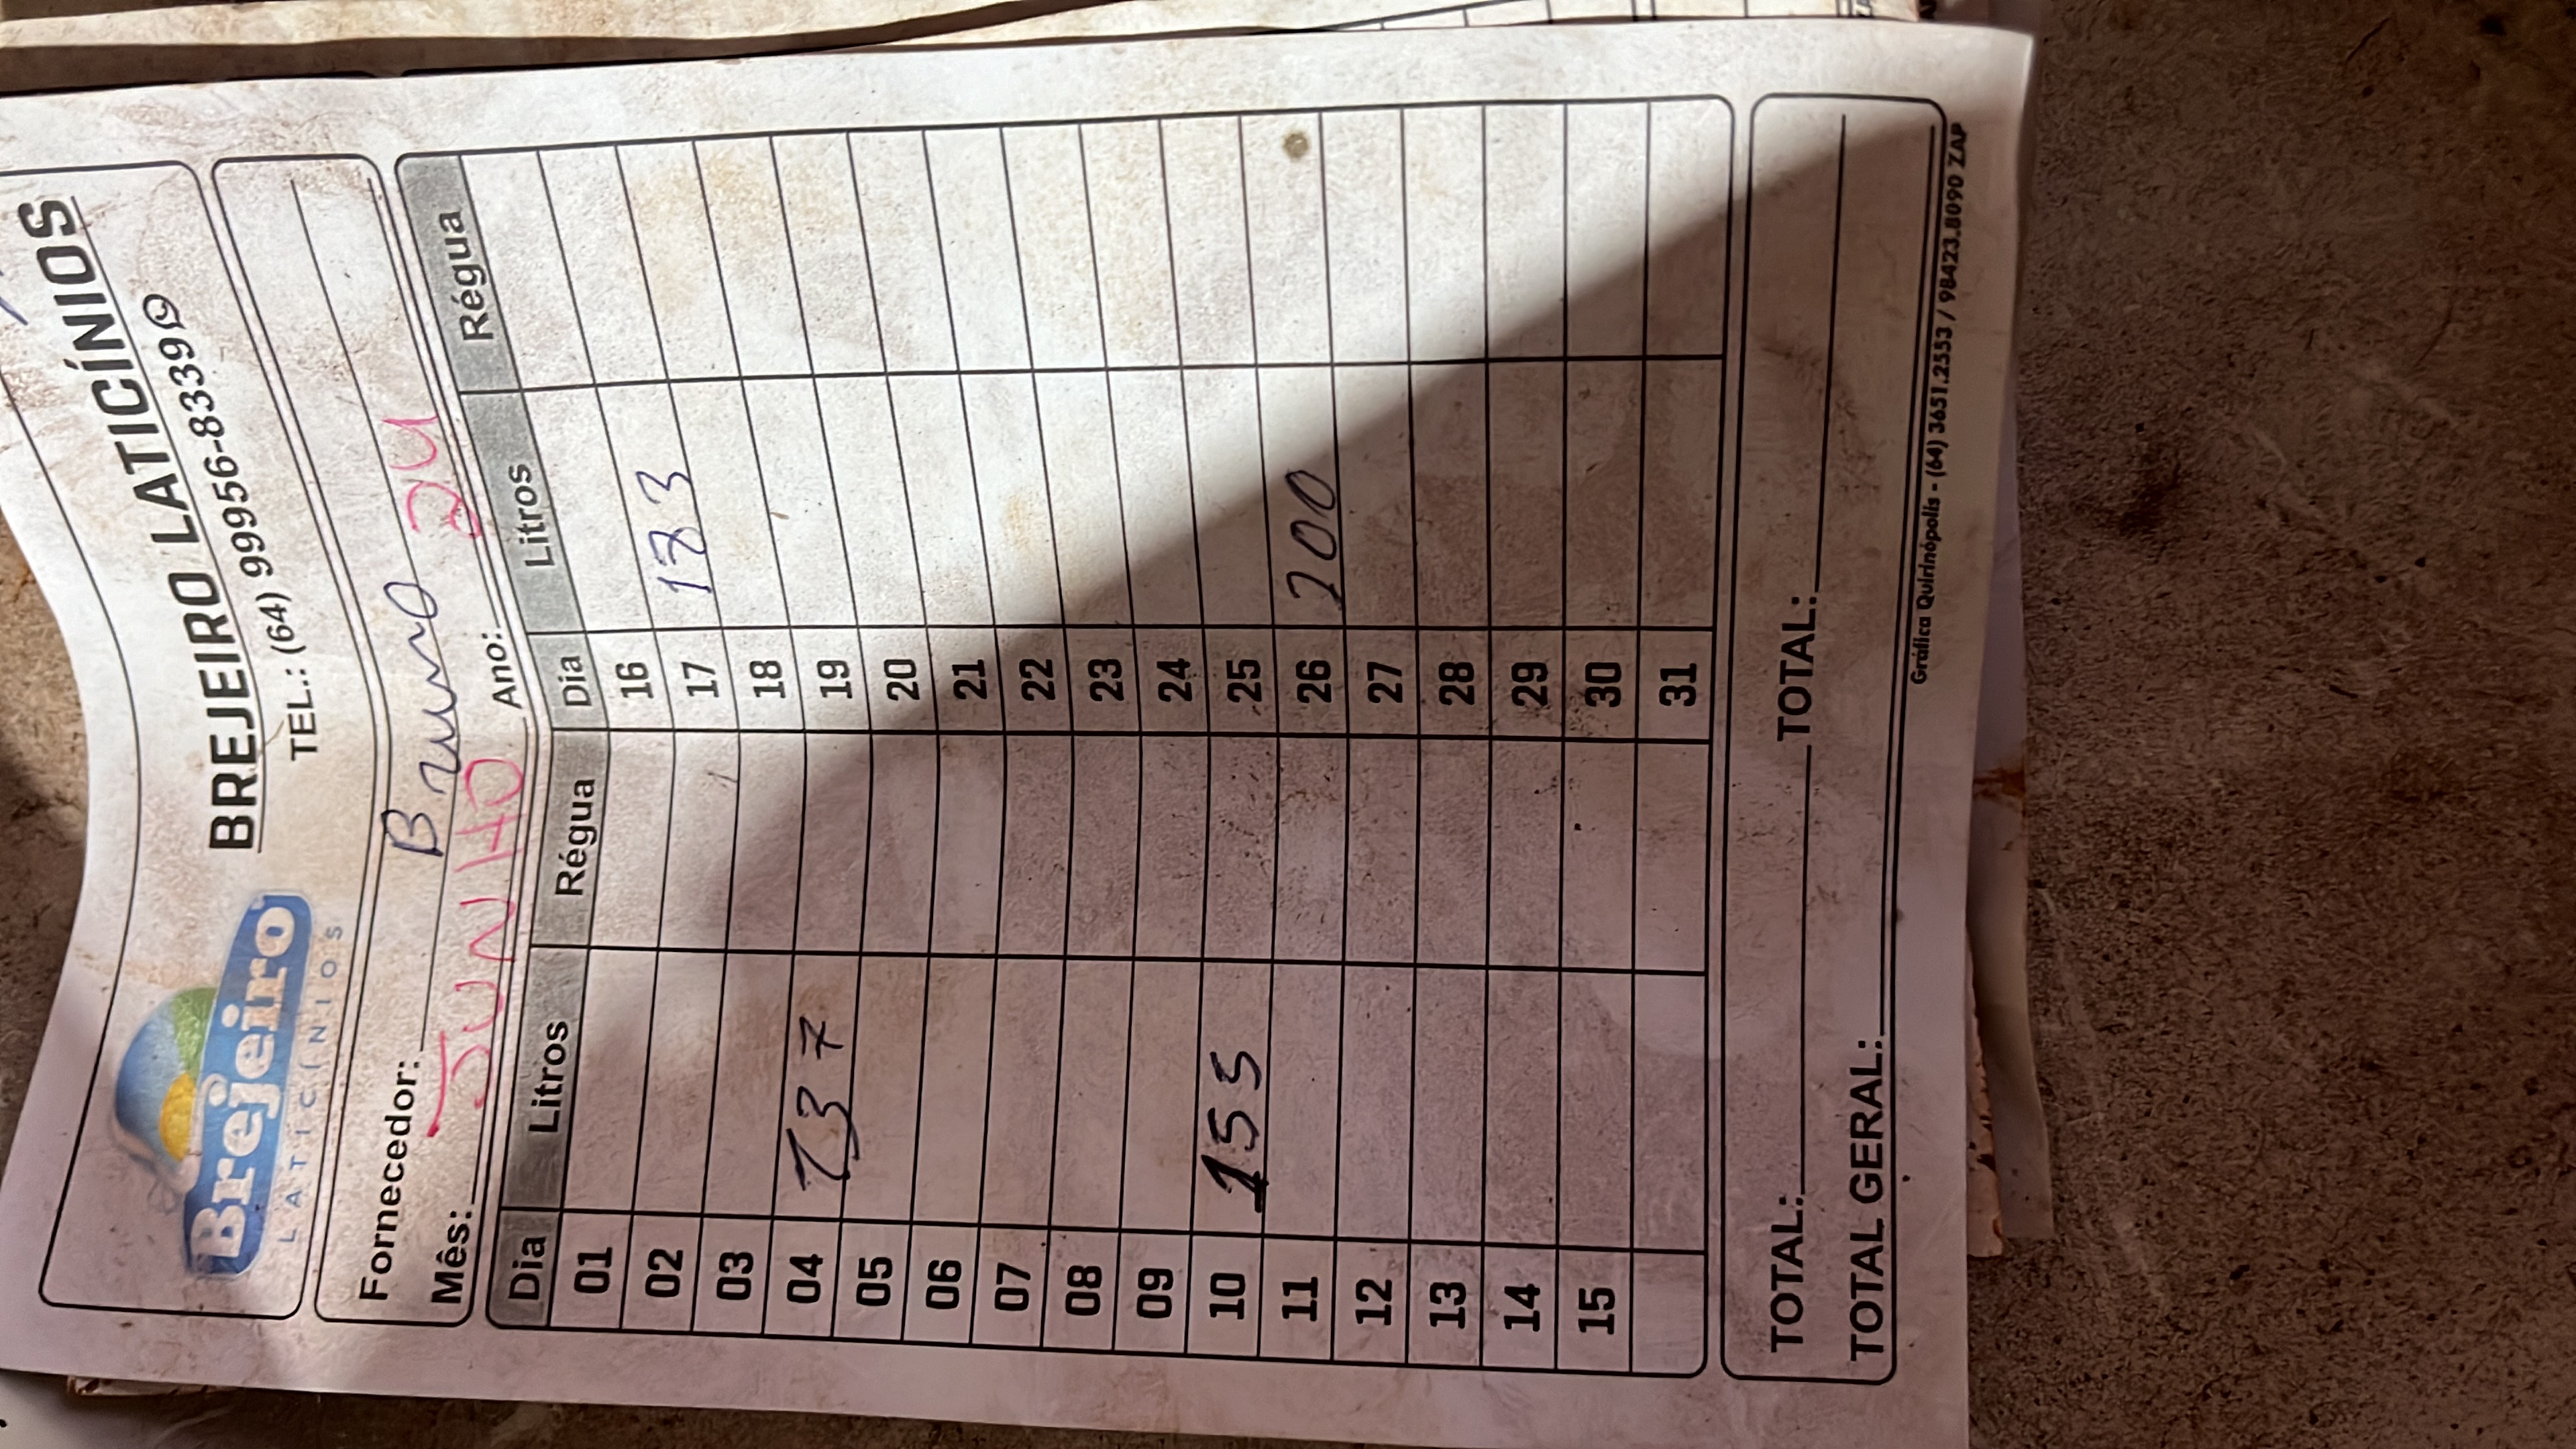 Brejeiro
LATICÍNIOS
BREJEIRO LATICÍNIOS
TEL.: (64) 99956-8339
Fornecedor: Bruno
Mês: JUNHO Ano: 24
Dia Litros Régua Dia Litros Régua
01 16
02 17 183
03 18
04 137 19
05 20
06 21
07 22
08 23
09 24
10 155 25
11 26 200
12 27
13 28
14 29
15 30
31
TOTAL: TOTAL:
TOTAL GERAL:
Gráfica Quirinópolis - (64) 3651.2553 / 98423.8090 ZAP